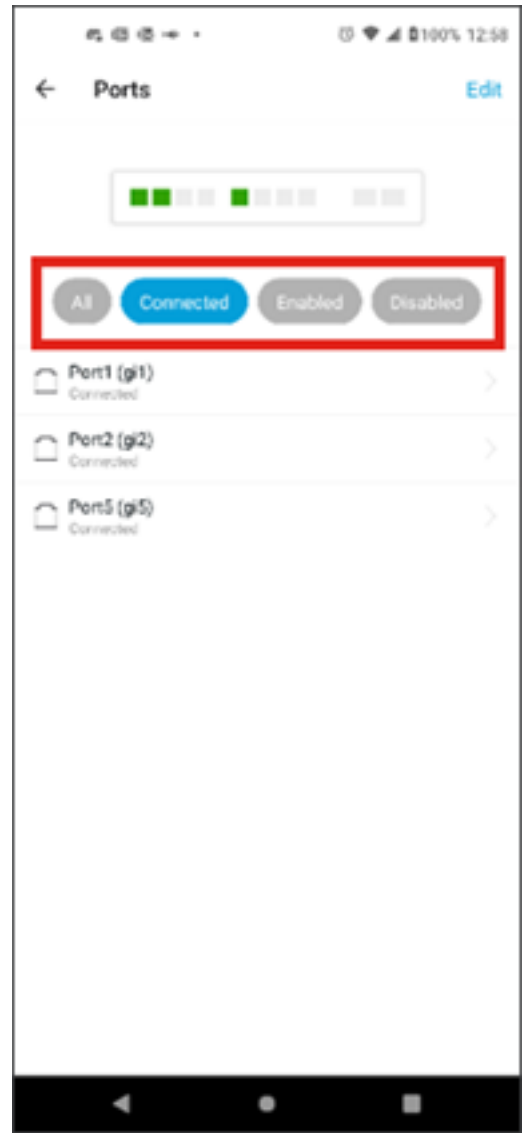 100% 12:58
Ports
Edit
All
Connected
Enabled
Disabled
Port1 (gi1)
Connected
Port2 (gi2)
Connected
Port5 (gi5)
Connected